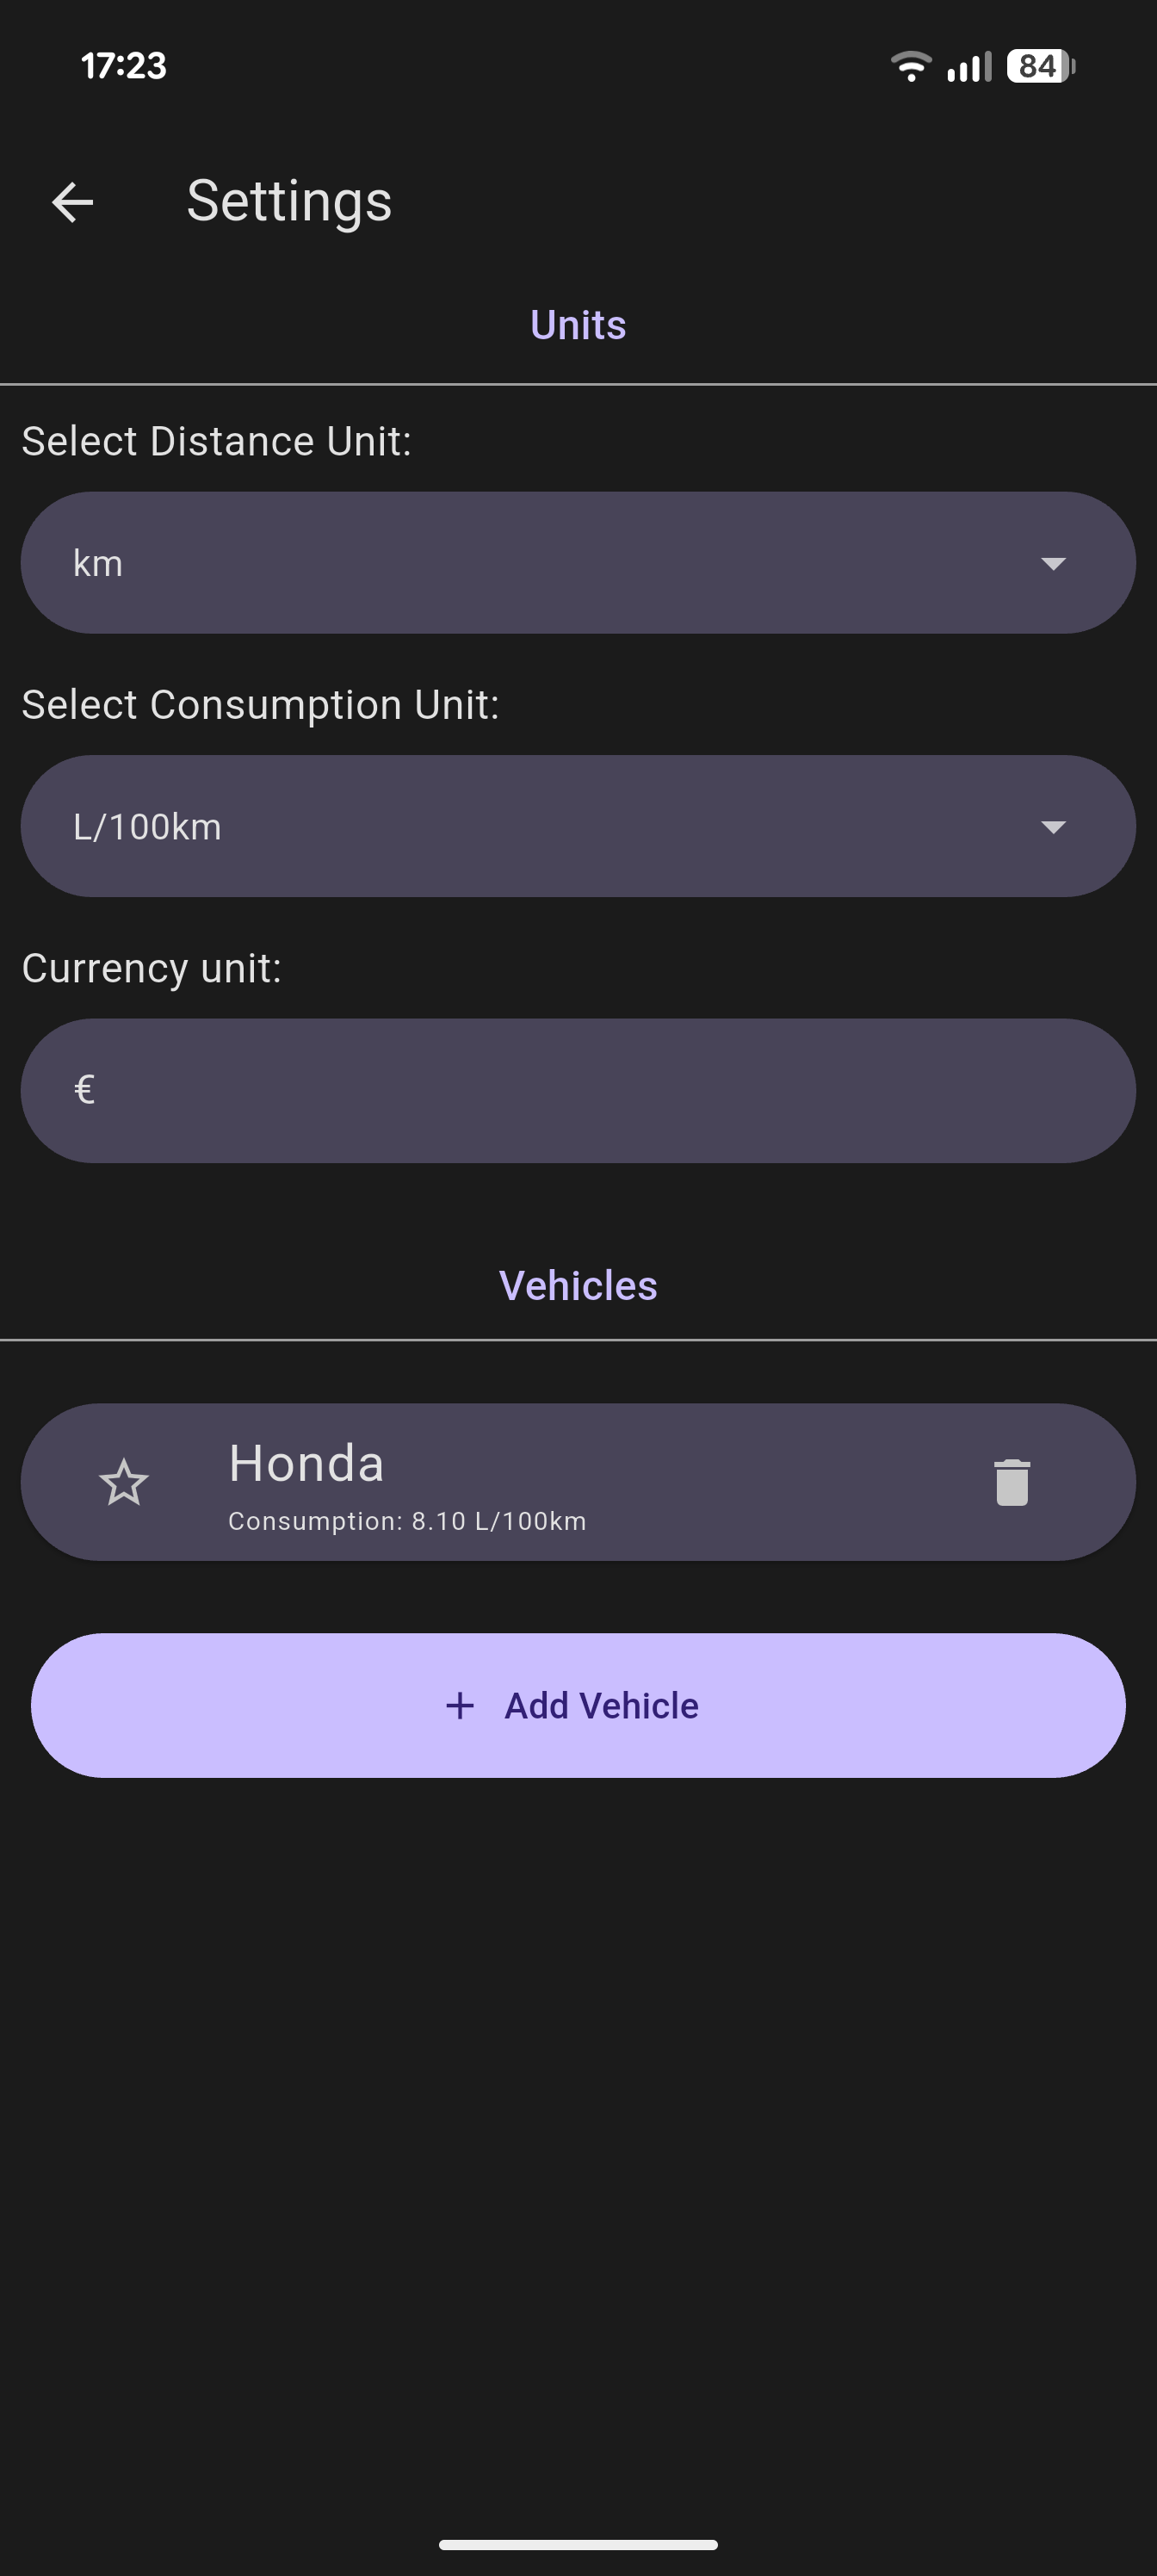 17:23
84
Settings
Units
Select Distance Unit:
km
Select Consumption Unit:
L/100km
Currency unit:
€
Vehicles
Honda
Consumption: 8.10 L/100km
Add Vehicle